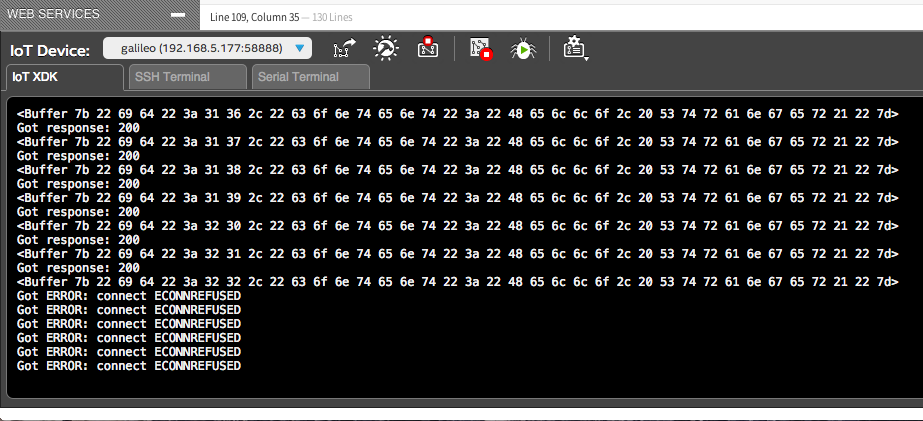 WEB SERVICES
Line 109, Column 35 — 130 Lines
IoT Device: galileo (192.168.5.177:58888)
IoT XDK SSH Terminal Serial Terminal
<Buffer 7b 22 69 64 22 3a 31 36 2c 22 63 6f 6e 74 65 6e 74 22 3a 22 48 65 6c 6c 6f 2c 20 53 74 72 61 6e 67 65 72 21 22 7d>
Got response: 200
<Buffer 7b 22 69 64 22 3a 31 37 2c 22 63 6f 6e 74 65 6e 74 22 3a 22 48 65 6c 6c 6f 2c 20 53 74 72 61 6e 67 65 72 21 22 7d>
Got response: 200
<Buffer 7b 22 69 64 22 3a 31 38 2c 22 63 6f 6e 74 65 6e 74 22 3a 22 48 65 6c 6c 6f 2c 20 53 74 72 61 6e 67 65 72 21 22 7d>
Got response: 200
<Buffer 7b 22 69 64 22 3a 31 39 2c 22 63 6f 6e 74 65 6e 74 22 3a 22 48 65 6c 6c 6f 2c 20 53 74 72 61 6e 67 65 72 21 22 7d>
Got response: 200
<Buffer 7b 22 69 64 22 3a 32 30 2c 22 63 6f 6e 74 65 6e 74 22 3a 22 48 65 6c 6c 6f 2c 20 53 74 72 61 6e 67 65 72 21 22 7d>
Got response: 200
<Buffer 7b 22 69 64 22 3a 32 31 2c 22 63 6f 6e 74 65 6e 74 22 3a 22 48 65 6c 6c 6f 2c 20 53 74 72 61 6e 67 65 72 21 22 7d>
Got response: 200
<Buffer 7b 22 69 64 22 3a 32 32 2c 22 63 6f 6e 74 65 6e 74 22 3a 22 48 65 6c 6c 6f 2c 20 53 74 72 61 6e 67 65 72 21 22 7d>
Got ERROR: connect ECONNREFUSED
Got ERROR: connect ECONNREFUSED
Got ERROR: connect ECONNREFUSED
Got ERROR: connect ECONNREFUSED
Got ERROR: connect ECONNREFUSED
Got ERROR: connect ECONNREFUSED